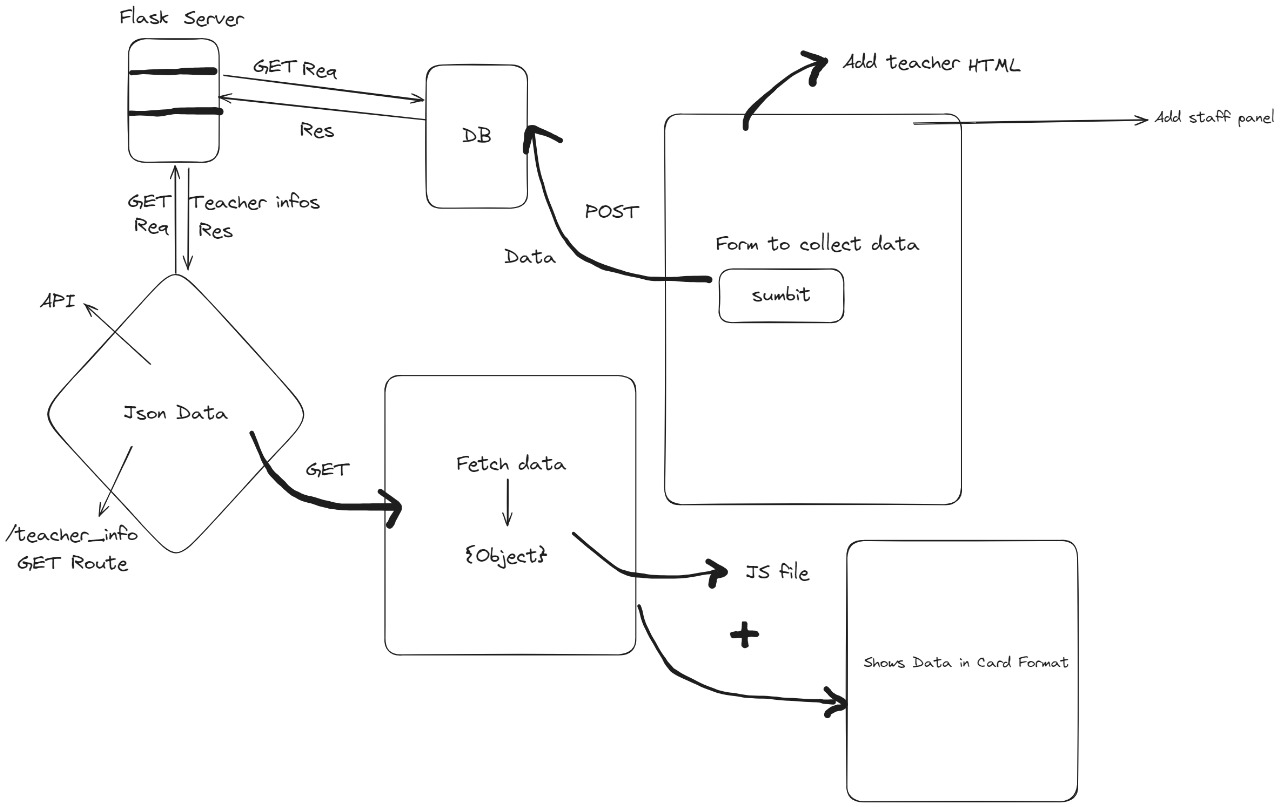 Flask Server
GET Req
Res
DB
Add teacher HTML
Add staff panel
GET Teacher infos
Req Res
POST
Data
Form to collect data
sumbit
API
Json Data
GET
/teacher_info
GET Route
Fetch data
{Object}
JS file
+
Shows Data in Card Format